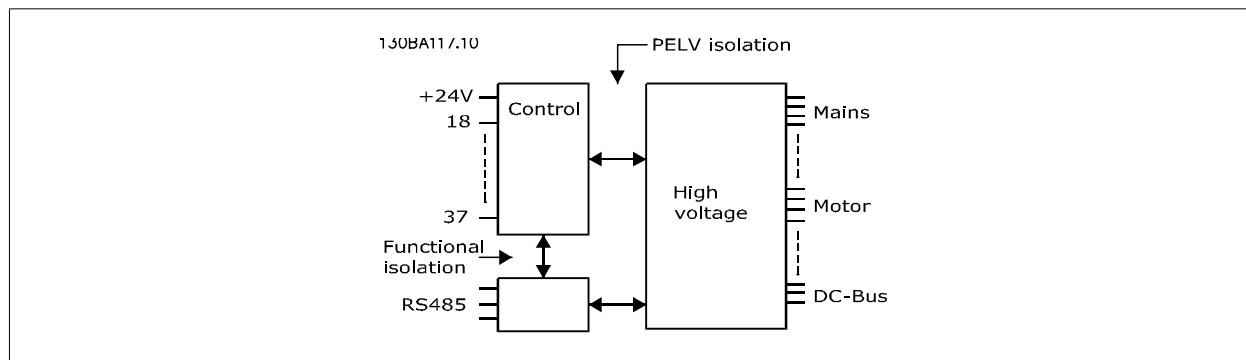 130BA117.10
PELV isolation
+24V
Control
18
Mains
High
voltage
37
Motor
Functional
isolation
RS485
DC-Bus